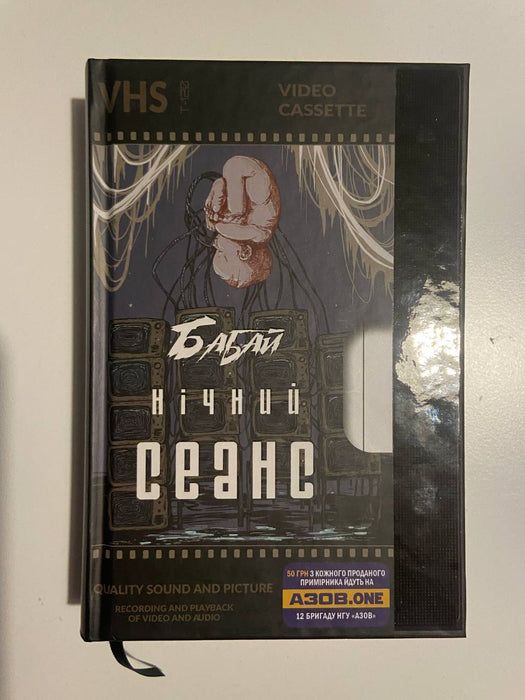 VHS T-120
VIDEO
CASSETTE
БАБАЙ
НІЧНИЙ
СЕАНС
QUALITY SOUND AND PICTURE
RECORDING AND PLAYBACK
OF VIDEO AND AUDIO
50 ГРН З КОЖНОГО ПРОДАНОГО
ПРИМІРНИКА ЙДУТЬ НА
АЗОВ.ONE
12 БРИГАДУ НГУ «АЗОВ»